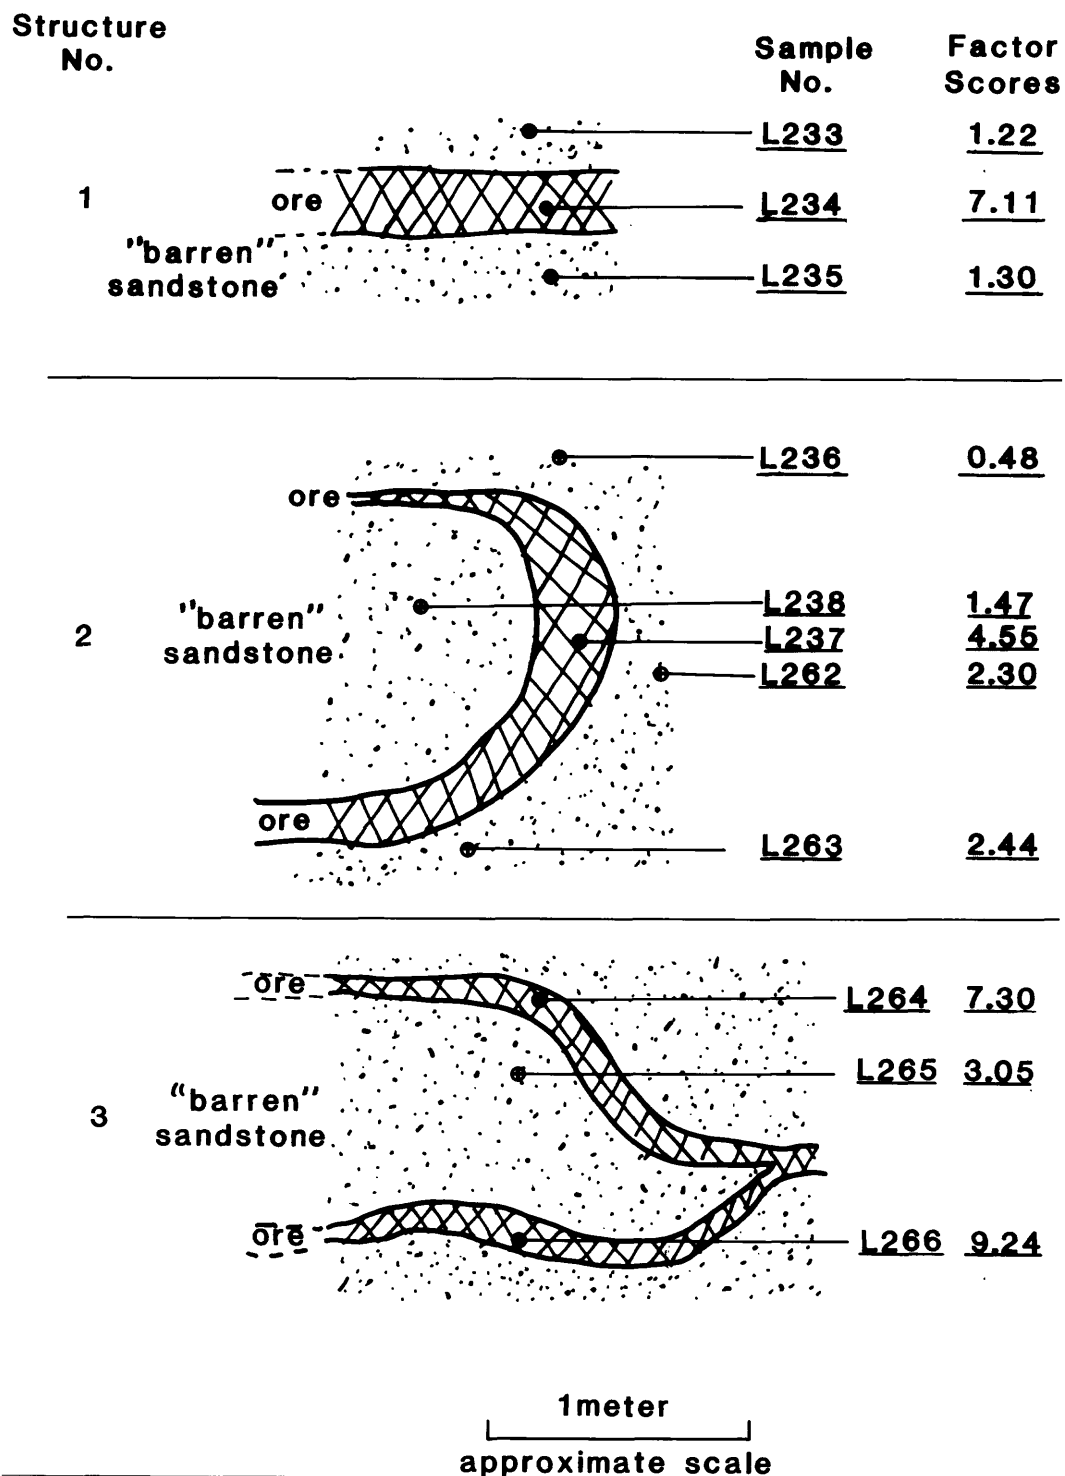 Structure No.
Sample No.
Factor Scores
L233 1.22
1
ore
L234 7.11
"barren" sandstone
L235 1.30
L236 0.48
ore
2
"barren" sandstone
L238 1.47
L237 4.55
L262 2.30
ore
L263 2.44
ore
L264 7.30
L265 3.05
3
"barren" sandstone
ore
L266 9.24
1meter
approximate scale